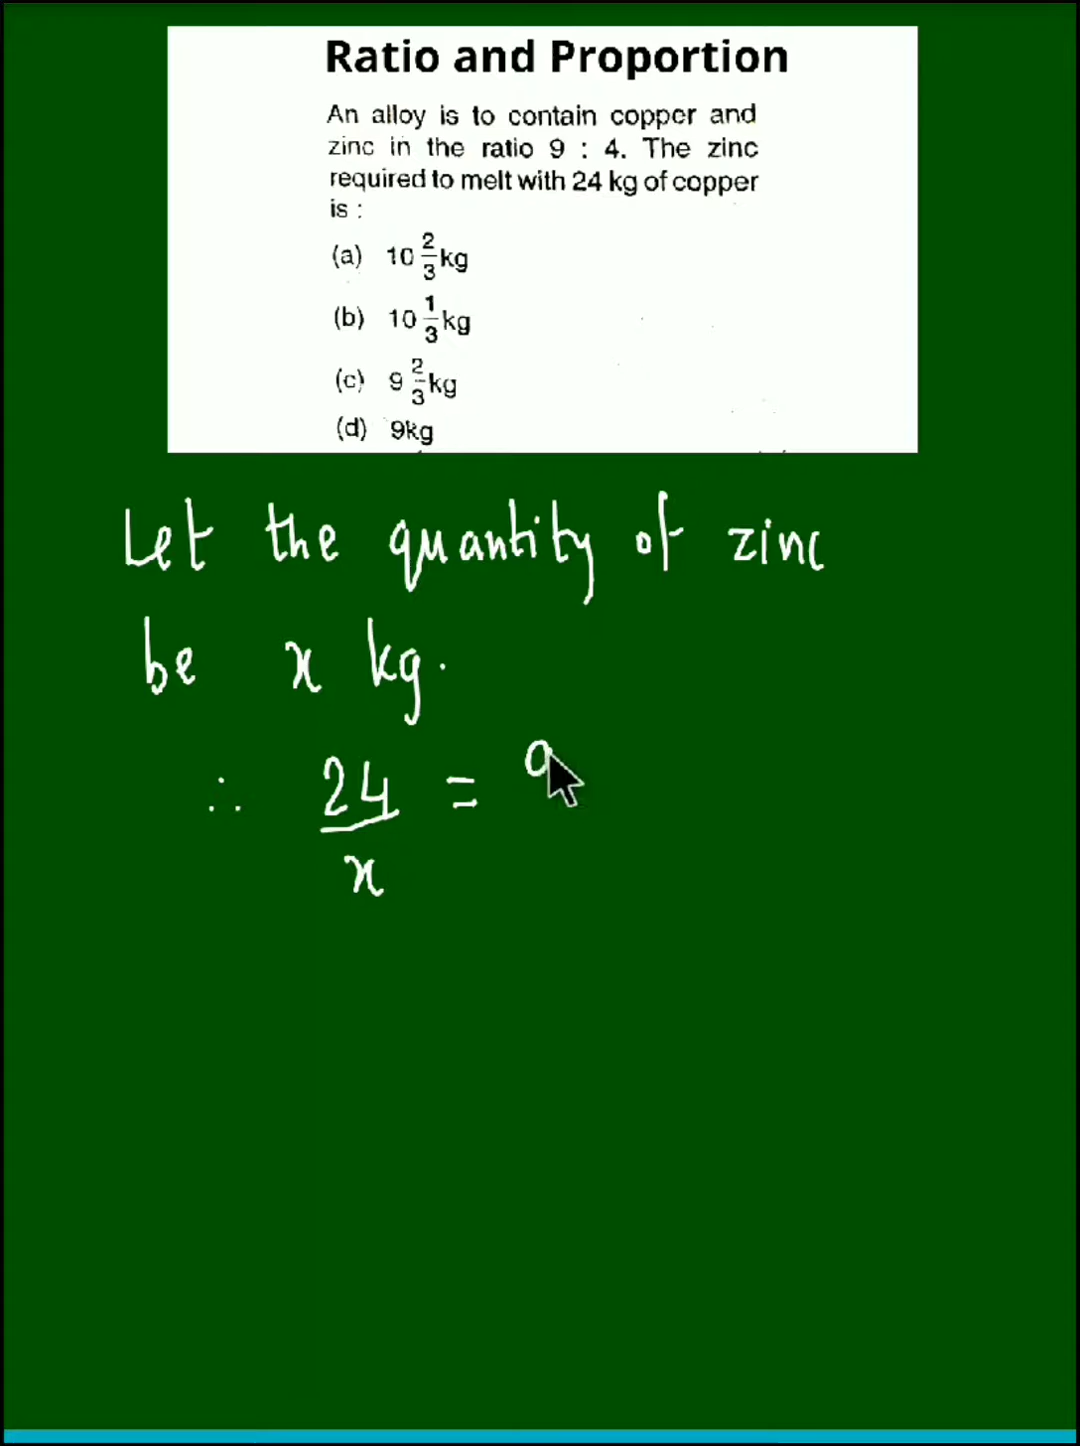 Ratio and Proportion
An alloy is to contain copper and
zinc in the ratio 9 : 4. The zinc
required to melt with 24 kg of copper
is :
(a) 10 2/3 kg
(b) 10 1/3 kg
(c) 9 2/3 kg
(d) 9kg
Let the quantity of zinc
be x kg.
∴ 24/x = 9